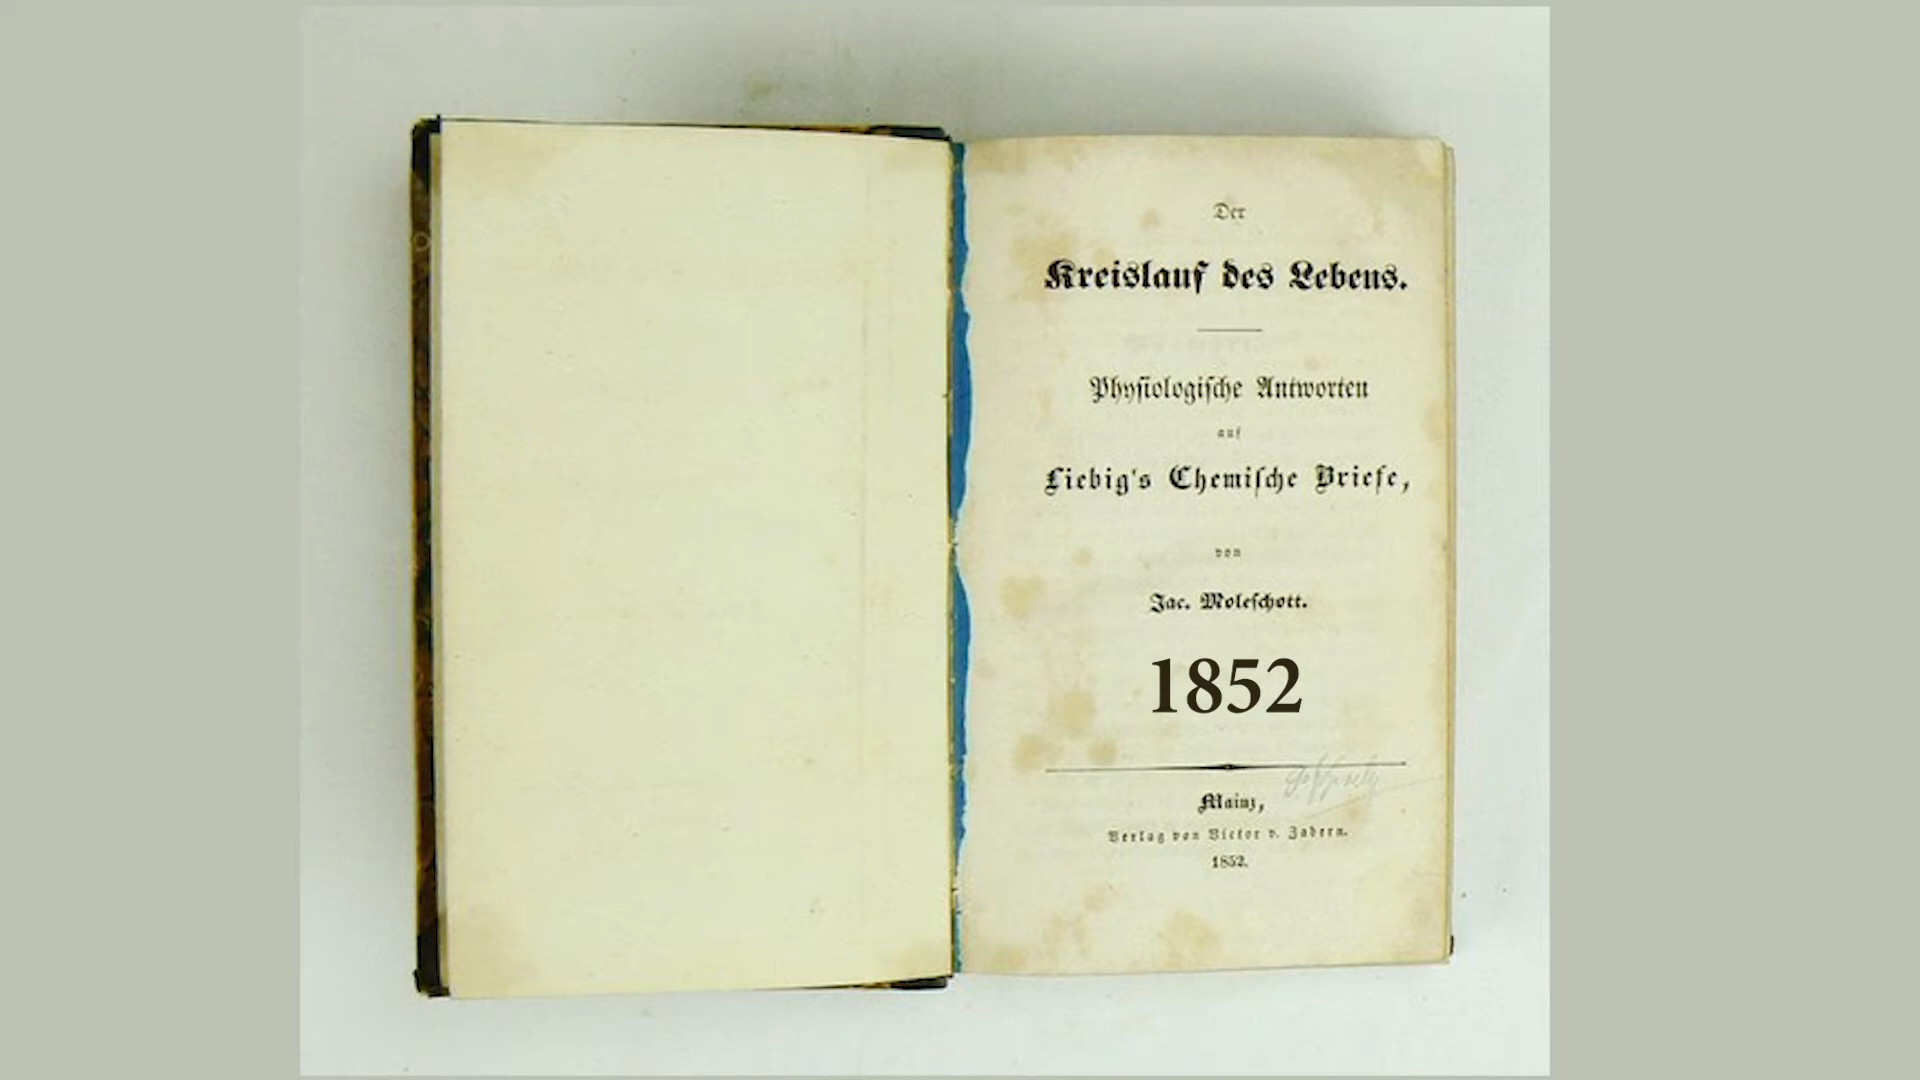 Der
Kreislauf des Lebens.
Physiologische Antworten
auf
Liebig's Chemische Briefe,
von
Jac. Moleschott.
1852
Mainz,
Verlag von Victor v. Zabern.
1852.